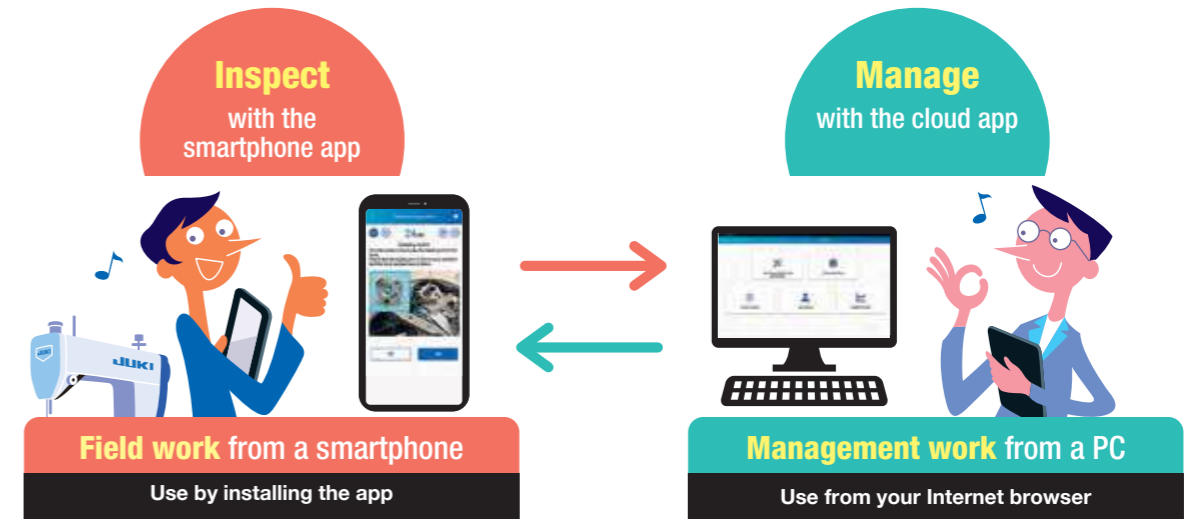 Inspect
with the
smartphone app
Manage
with the cloud app
JUKI
JUKI
Field work from a smartphone
Use by installing the app
Management work from a PC
Use from your Internet browser